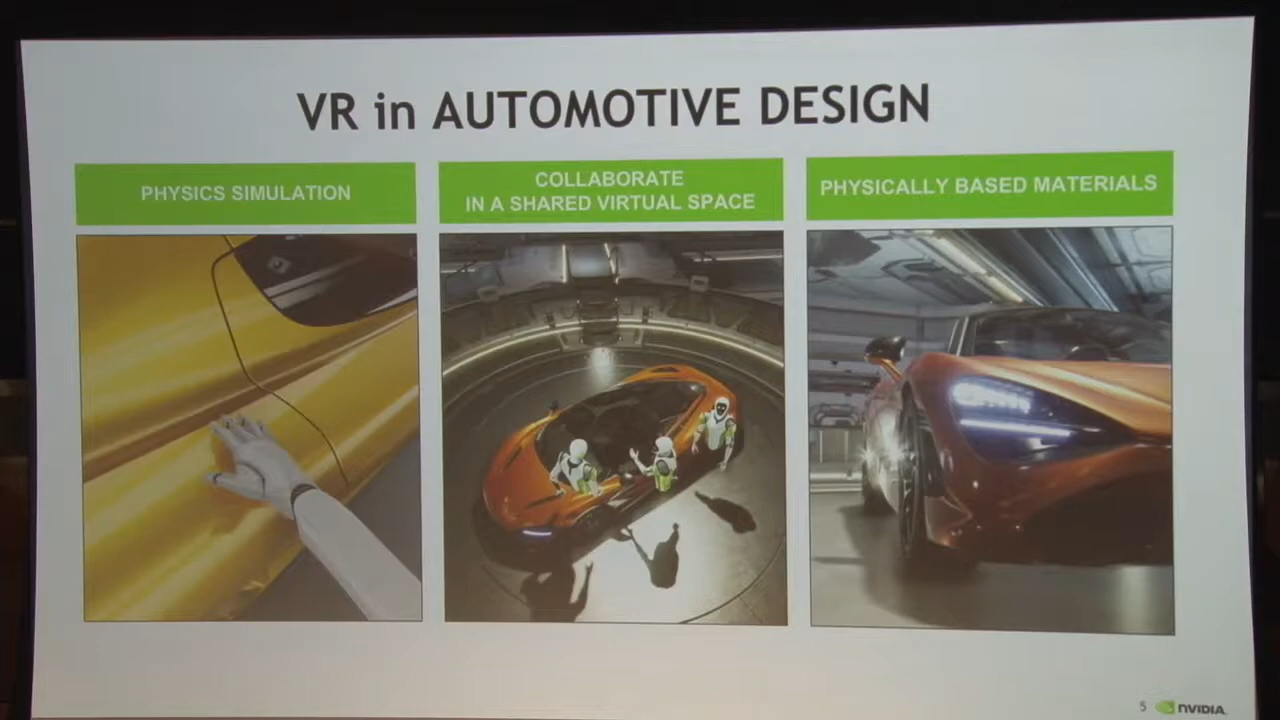 VR in AUTOMOTIVE DESIGN
PHYSICS SIMULATION
COLLABORATE
IN A SHARED VIRTUAL SPACE
PHYSICALLY BASED MATERIALS
5 NVIDIA.